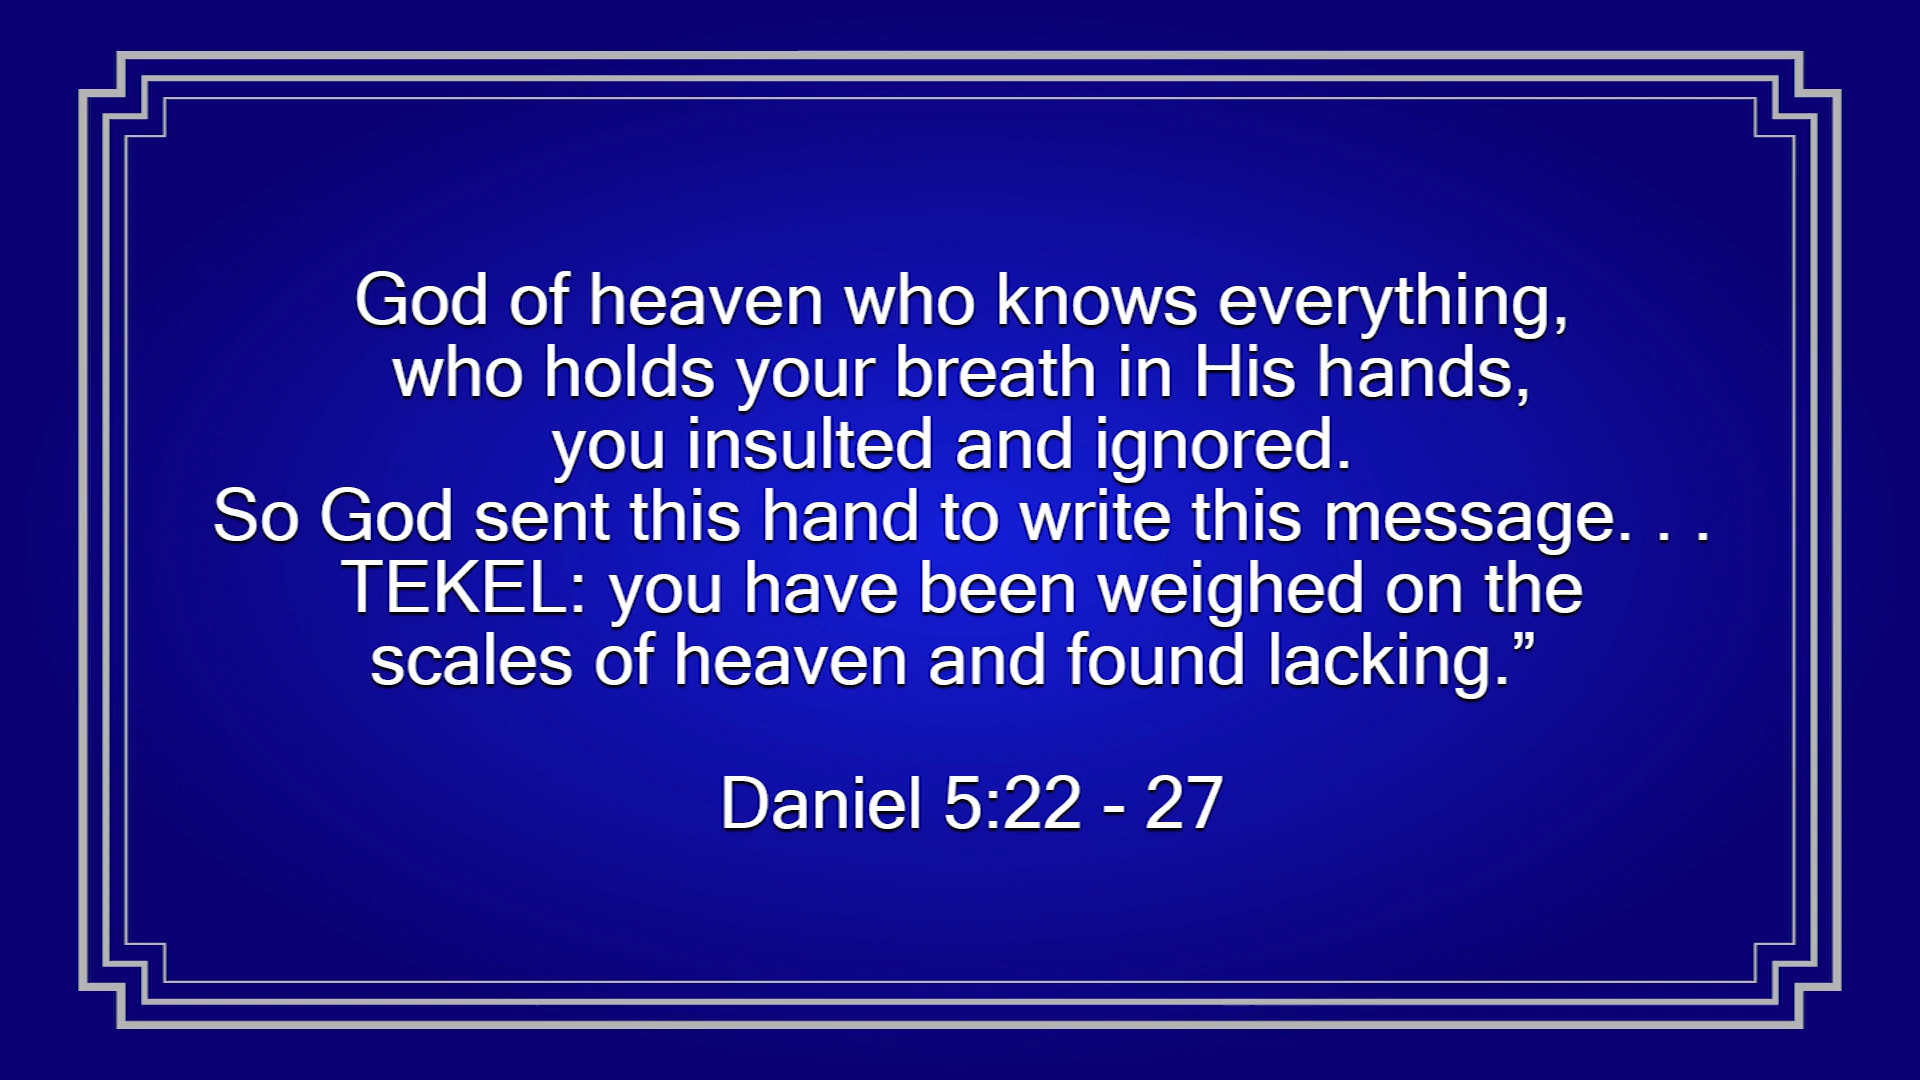 God of heaven who knows everything,
who holds your breath in His hands,
you insulted and ignored.
So God sent this hand to write this message. . .
TEKEL: you have been weighed on the
scales of heaven and found lacking.”
Daniel 5:22 - 27